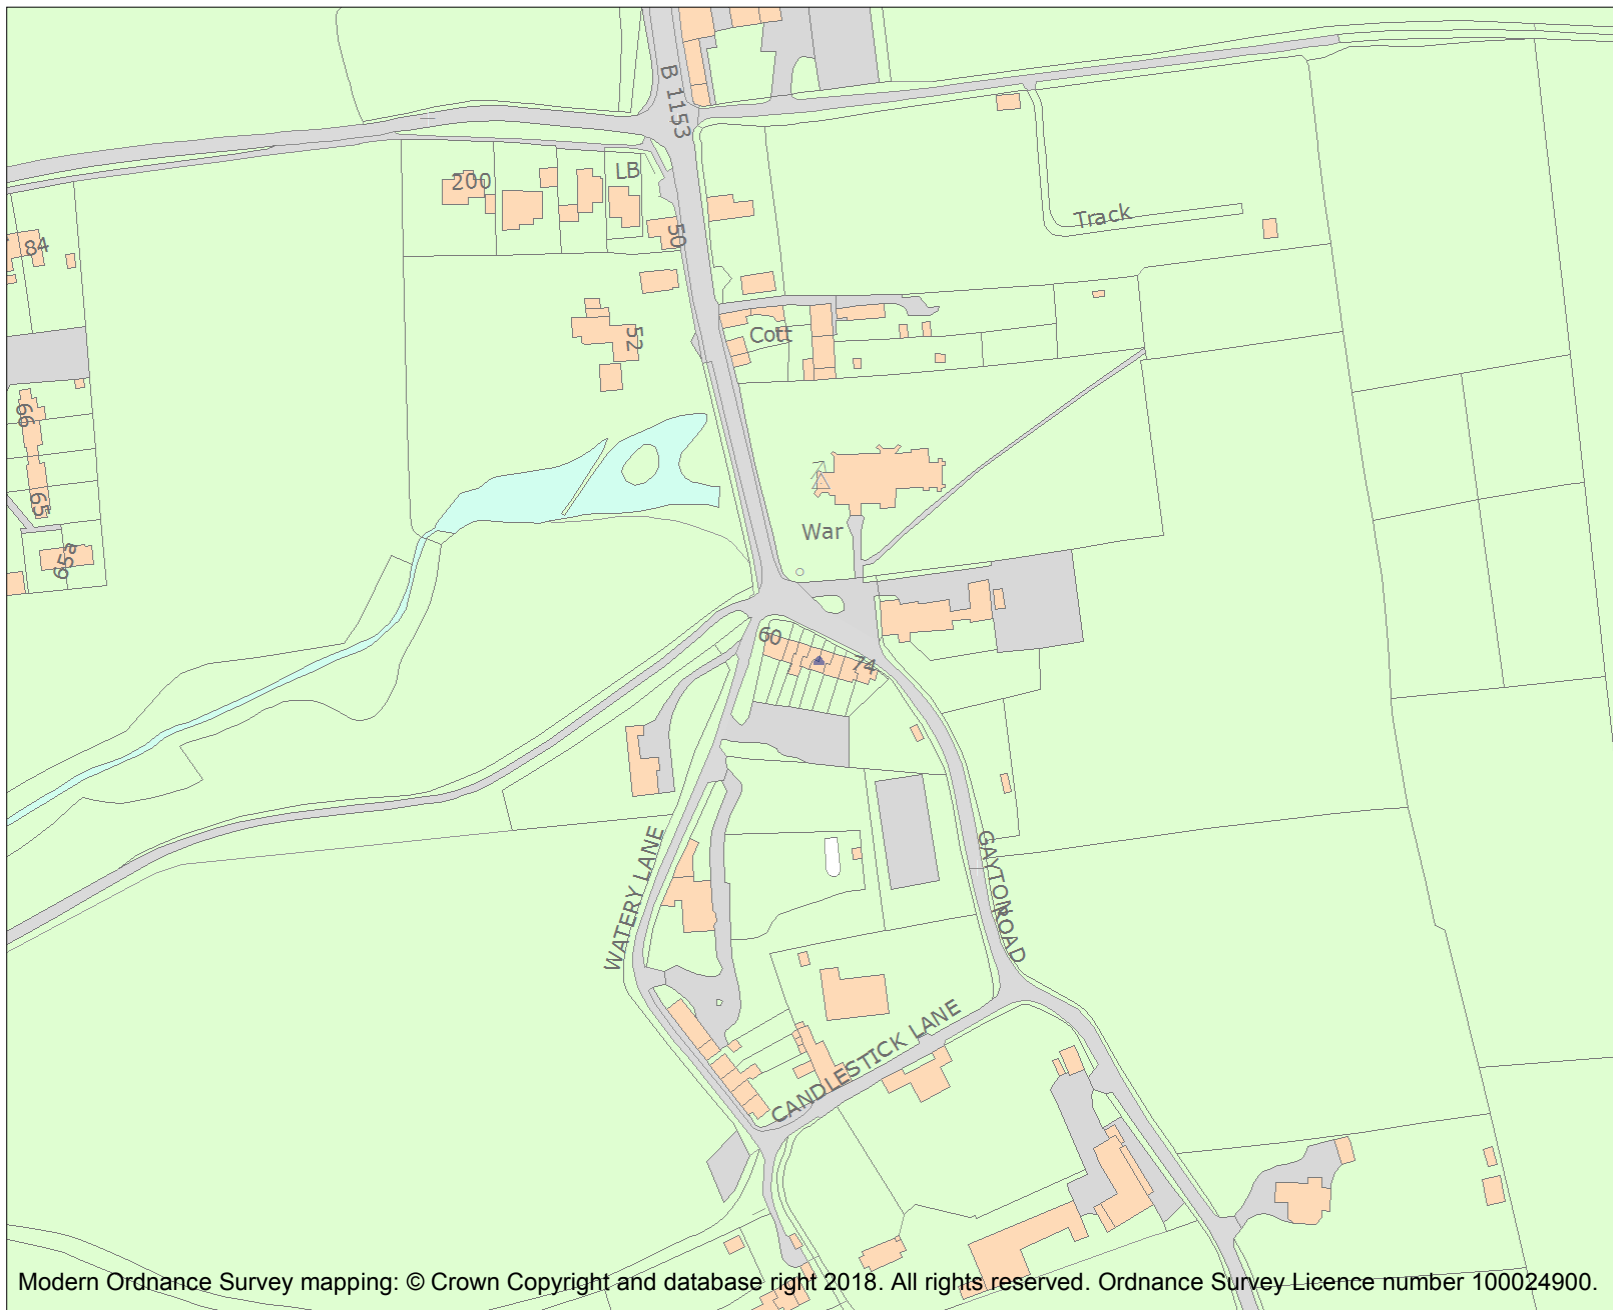 B 1153
200
LB
50
84
Track
52
Cott
66
65
65a
War
60
74
WATERY LANE
GAYTON ROAD
CANDLESTICK LANE
Modern Ordnance Survey mapping: © Crown Copyright and database right 2018. All rights reserved. Ordnance Survey Licence number 100024900.